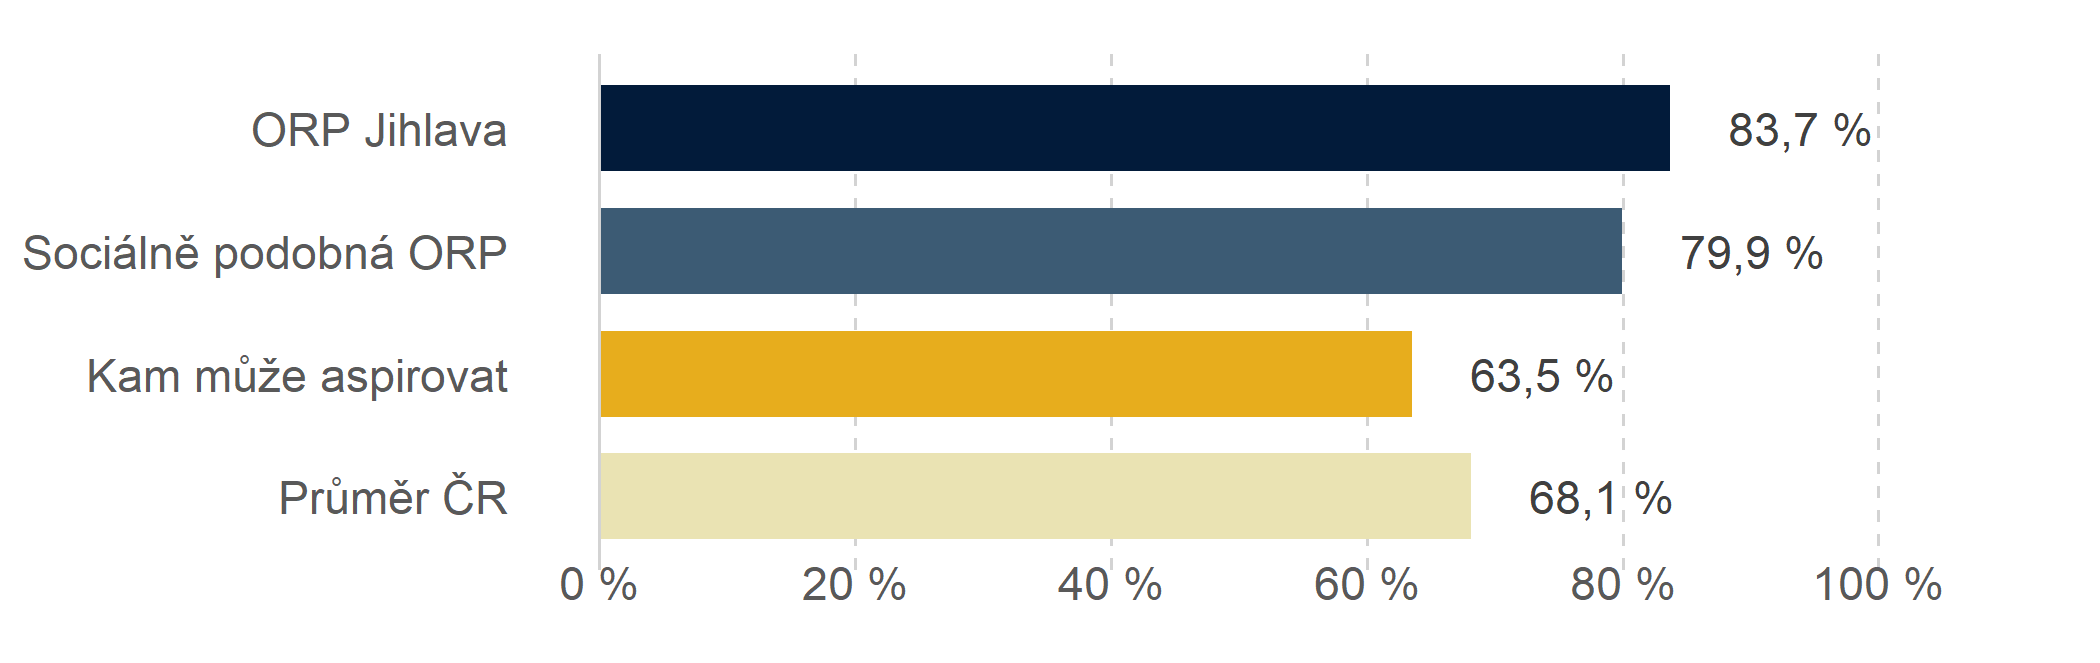 ORP Jihlava 83,7 %
Sociálně podobná ORP 79,9 %
Kam může aspirovat 63,5 %
Průměr ČR 68,1 %
0 % 20 % 40 % 60 % 80 % 100 %